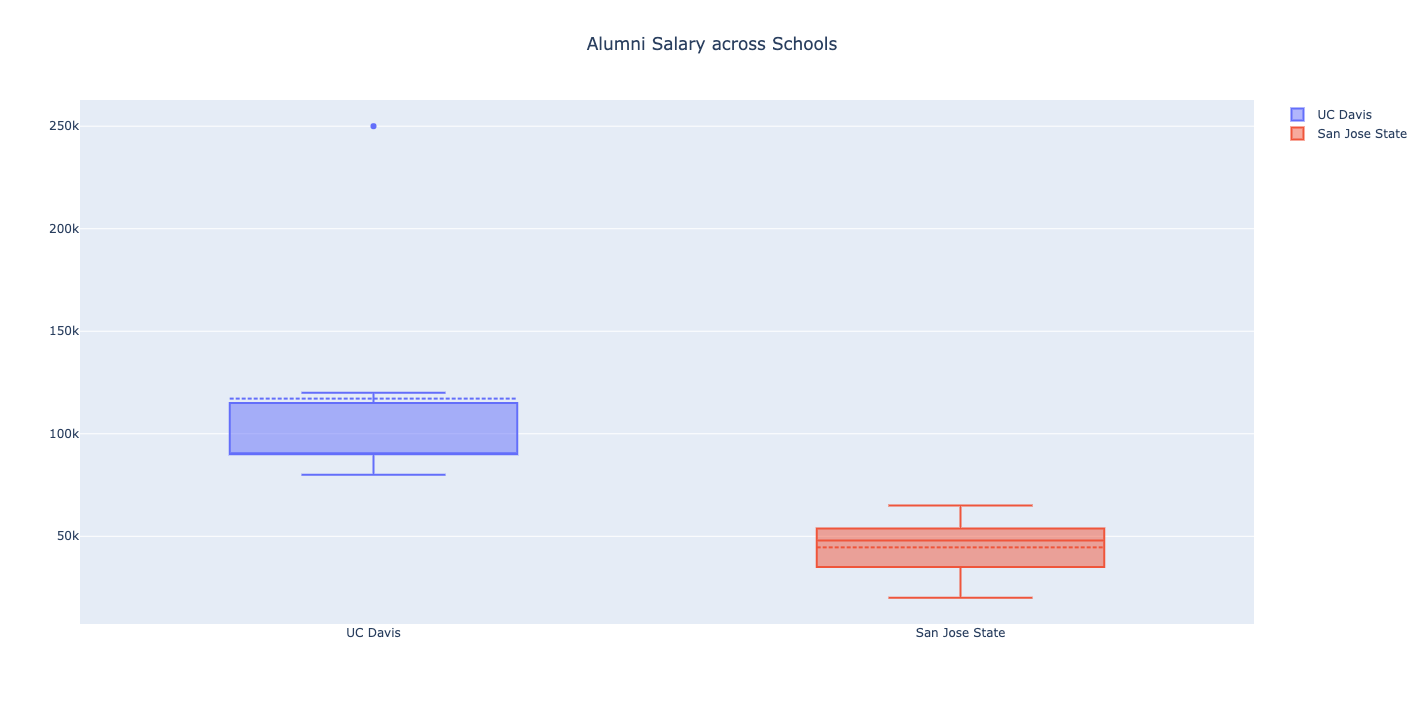 Alumni Salary across Schools
250k
200k
150k
100k
50k
UC Davis
San Jose State
UC Davis
San Jose State